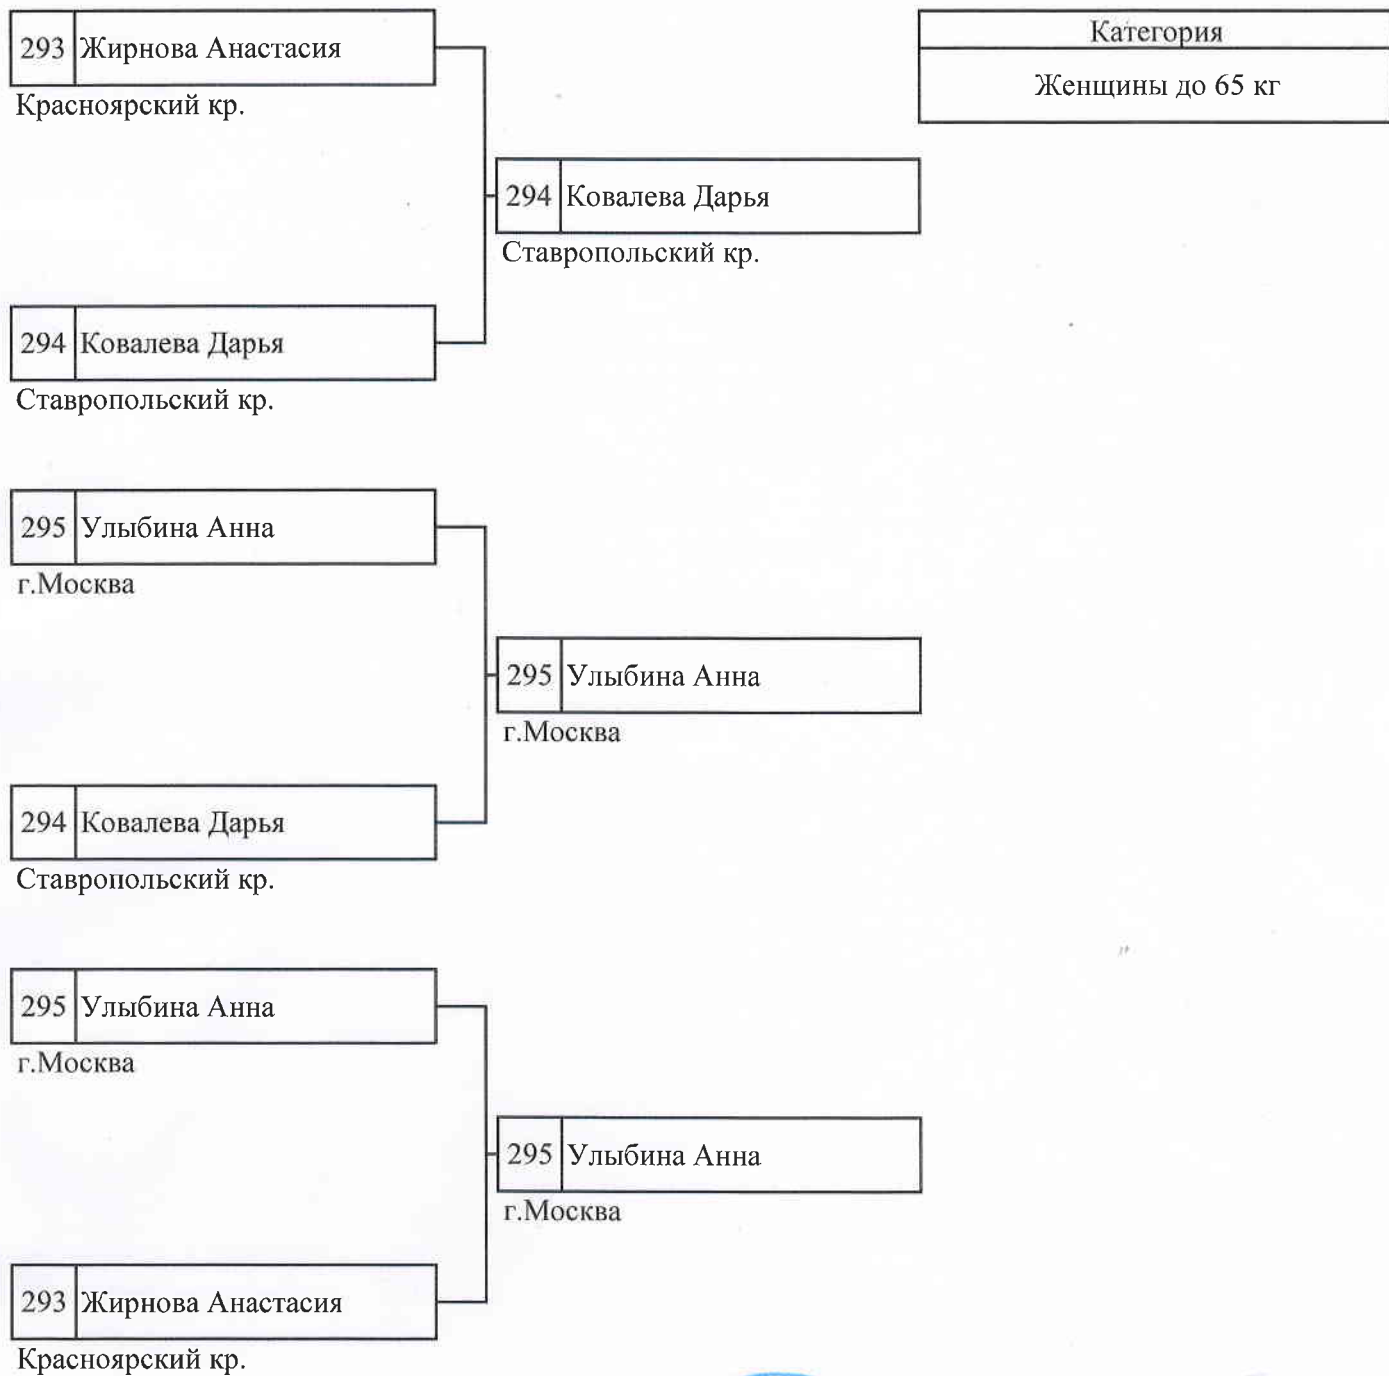 293 Жирнова Анастасия
Красноярский кр.
Категория
Женщины до 65 кг
294 Ковалева Дарья
Ставропольский кр.
294 Ковалева Дарья
Ставропольский кр.
295 Улыбина Анна
г.Москва
295 Улыбина Анна
г.Москва
294 Ковалева Дарья
Ставропольский кр.
295 Улыбина Анна
г.Москва
295 Улыбина Анна
г.Москва
293 Жирнова Анастасия
Красноярский кр.